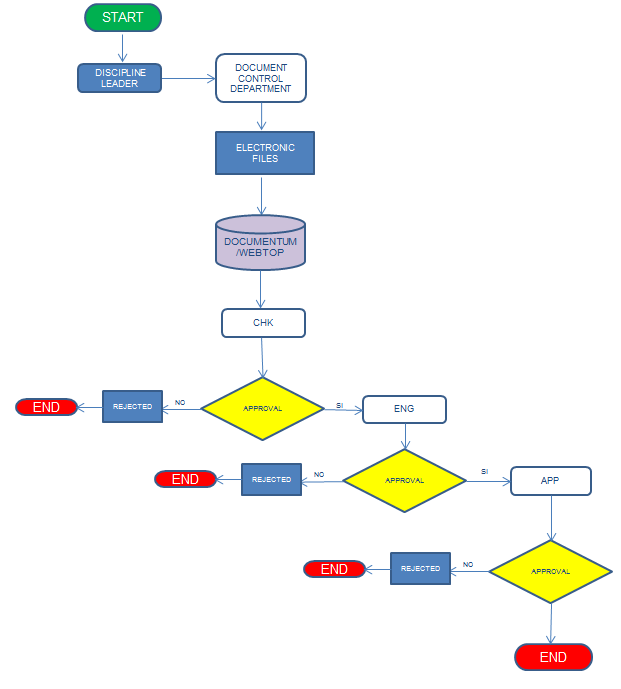 START
DISCIPLINE
LEADER
DOCUMENT
CONTROL
DEPARTMENT
ELECTRONIC
FILES
DOCUMENTUM
/WEBTOP
CHK
APPROVAL
NO
REJECTED
END
SI
ENG
APPROVAL
NO
REJECTED
END
SI
APP
APPROVAL
NO
REJECTED
END
END